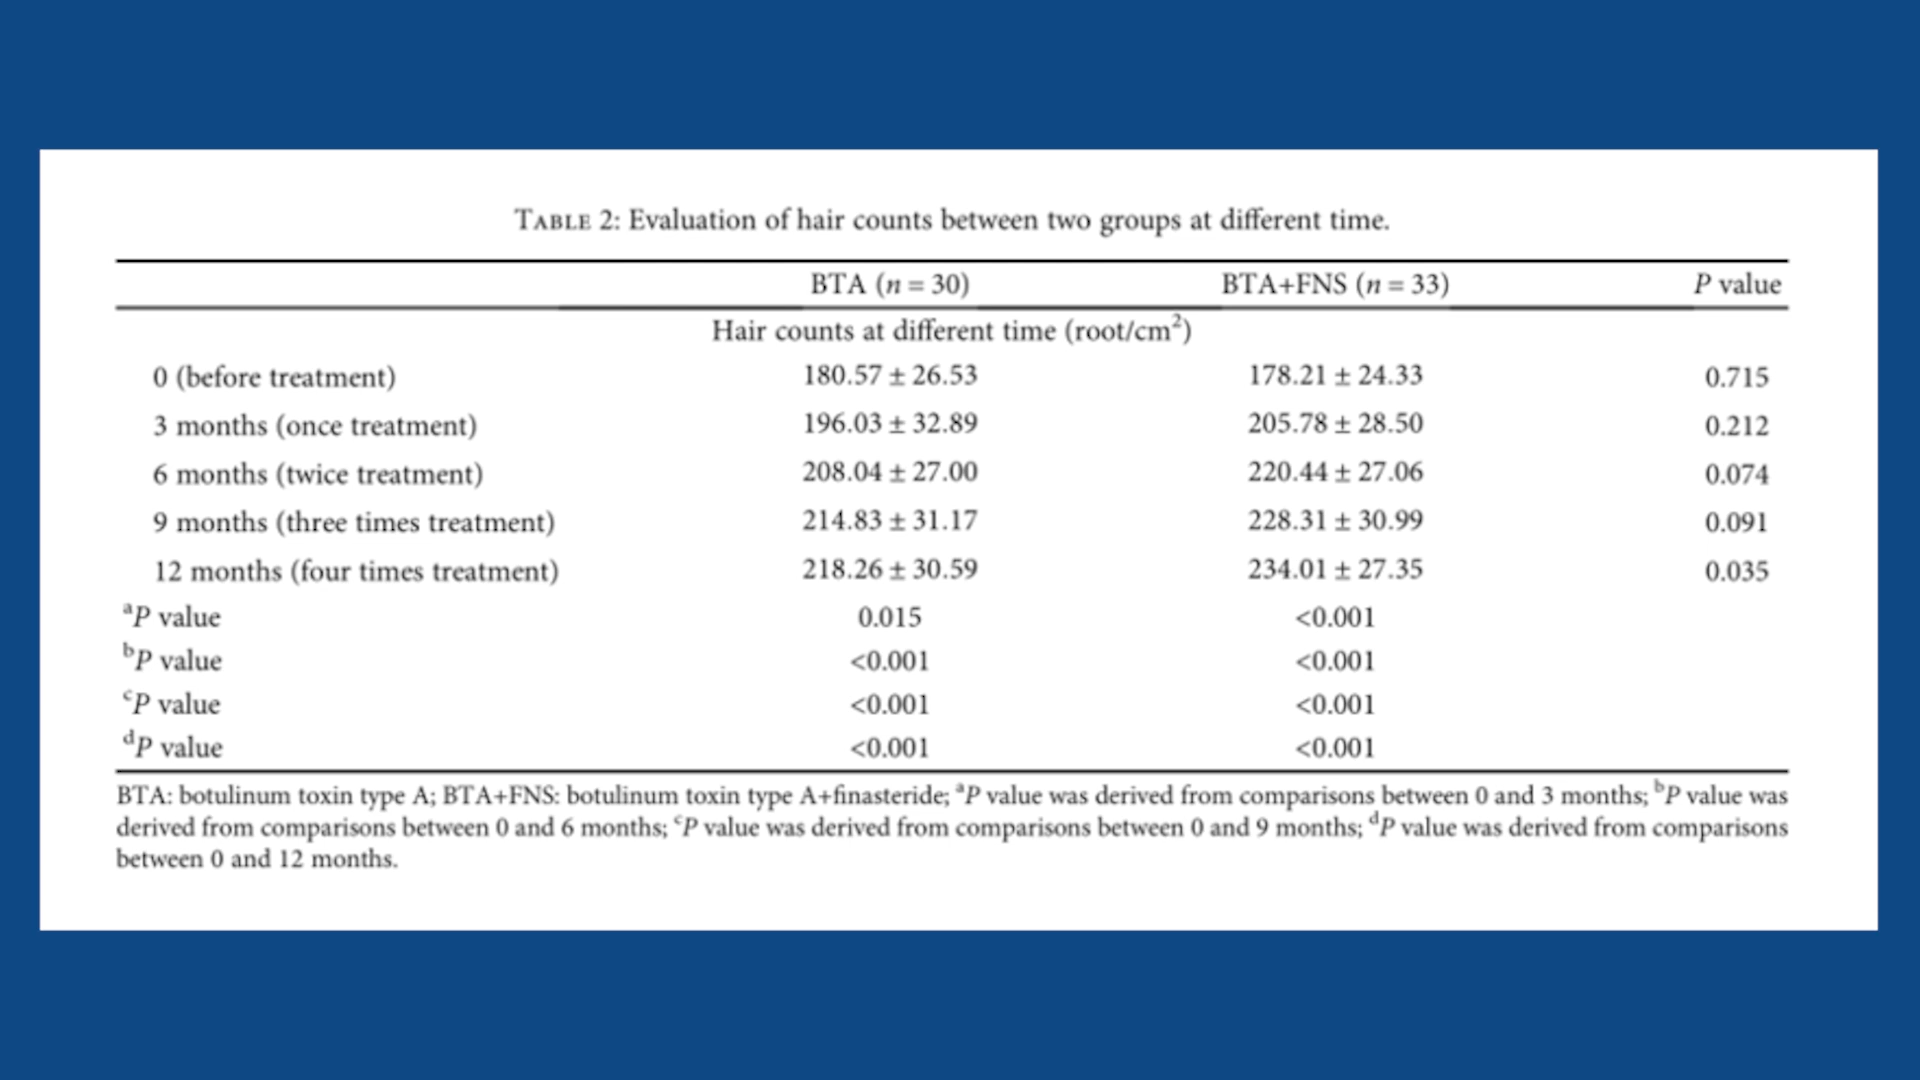 TABLE 2: Evaluation of hair counts between two groups at different time.
BTA (n = 30) BTA+FNS (n = 33) P value
Hair counts at different time (root/cm²)
0 (before treatment) 180.57 ± 26.53 178.21 ± 24.33 0.715
3 months (once treatment) 196.03 ± 32.89 205.78 ± 28.50 0.212
6 months (twice treatment) 208.04 ± 27.00 220.44 ± 27.06 0.074
9 months (three times treatment) 214.83 ± 31.17 228.31 ± 30.99 0.091
12 months (four times treatment) 218.26 ± 30.59 234.01 ± 27.35 0.035
ᵃP value 0.015 <0.001
ᵇP value <0.001 <0.001
ᶜP value <0.001 <0.001
ᵈP value <0.001 <0.001
BTA: botulinum toxin type A; BTA+FNS: botulinum toxin type A+finasteride; ᵃP value was derived from comparisons between 0 and 3 months; ᵇP value was
derived from comparisons between 0 and 6 months; ᶜP value was derived from comparisons between 0 and 9 months; ᵈP value was derived from comparisons
between 0 and 12 months.